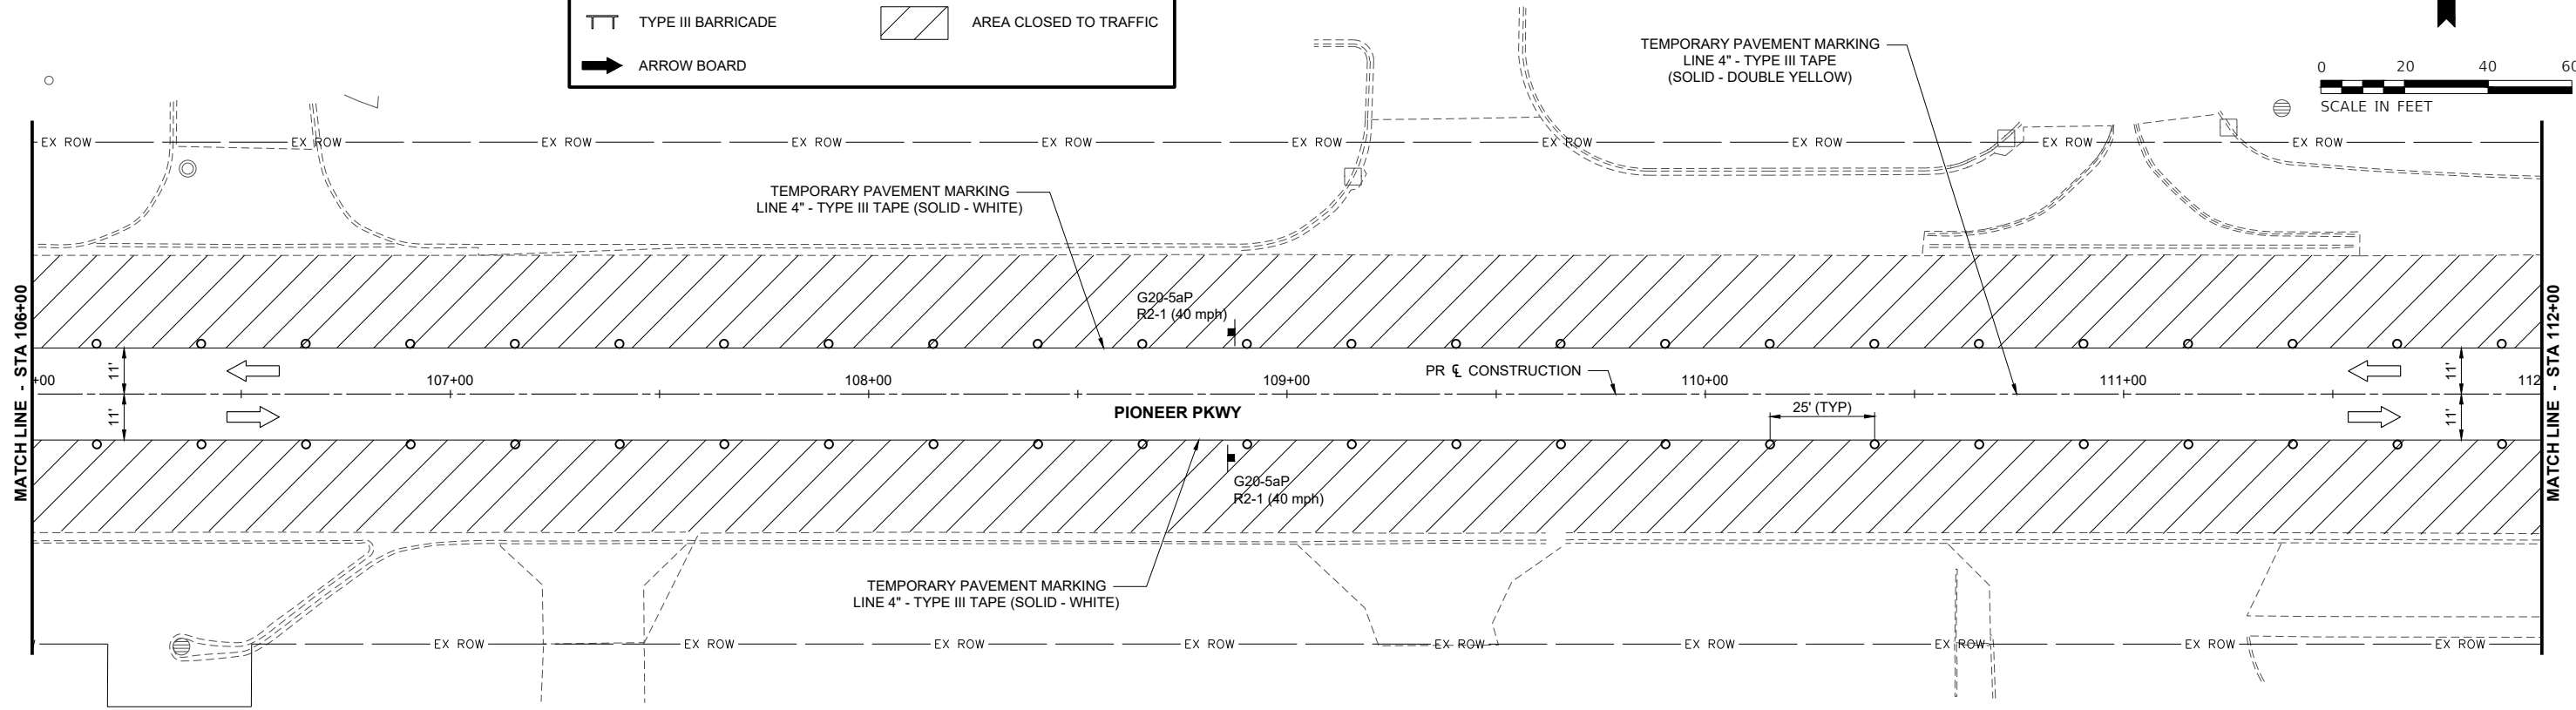 TYPE III BARRICADE
AREA CLOSED TO TRAFFIC
ARROW BOARD
TEMPORARY PAVEMENT MARKING
LINE 4" - TYPE III TAPE
(SOLID - DOUBLE YELLOW)
0 20 40 60
SCALE IN FEET
EX ROW EX ROW EX ROW EX ROW EX ROW EX ROW EX ROW EX ROW EX ROW EX ROW
TEMPORARY PAVEMENT MARKING
LINE 4" - TYPE III TAPE (SOLID - WHITE)
MATCH LINE - STA 106+00
MATCH LINE - STA 112+00
G20-5aP
R2-1 (40 mph)
11'
PR ℄ CONSTRUCTION
11'
+00 107+00 108+00 109+00 110+00 111+00 112
11'
PIONEER PKWY
25' (TYP)
11'
G20-5aP
R2-1 (40 mph)
TEMPORARY PAVEMENT MARKING
LINE 4" - TYPE III TAPE (SOLID - WHITE)
EX ROW EX ROW EX ROW EX ROW EX ROW EX ROW EX ROW EX ROW EX ROW